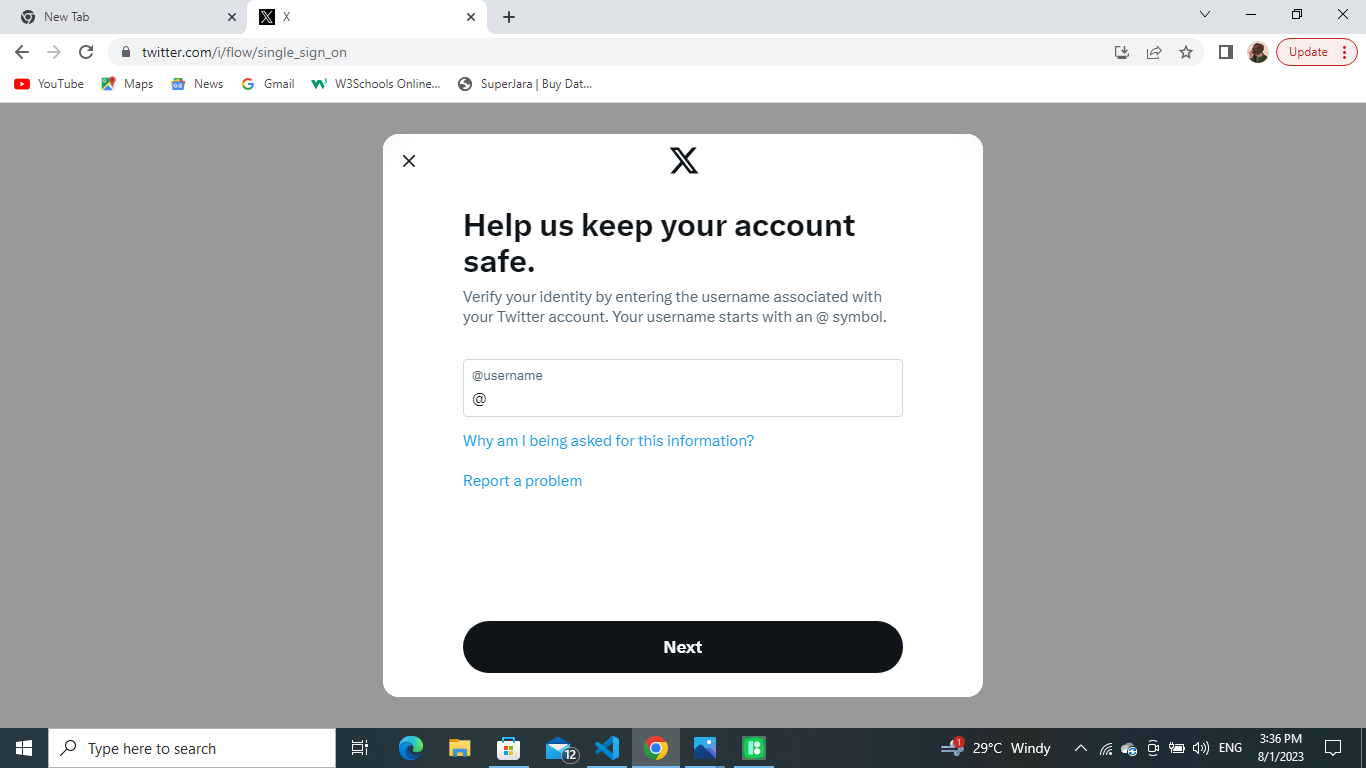 New Tab
X
twitter.com/i/flow/single_sign_on
Update
YouTube
Maps
News
Gmail
W3Schools Online...
SuperJara | Buy Dat...
X
Help us keep your account
safe.
Verify your identity by entering the username associated with
your Twitter account. Your username starts with an @ symbol.
@username
@
Why am I being asked for this information?
Report a problem
Next
Type here to search
12
1
29°C Windy
ENG
3:36 PM
8/1/2023